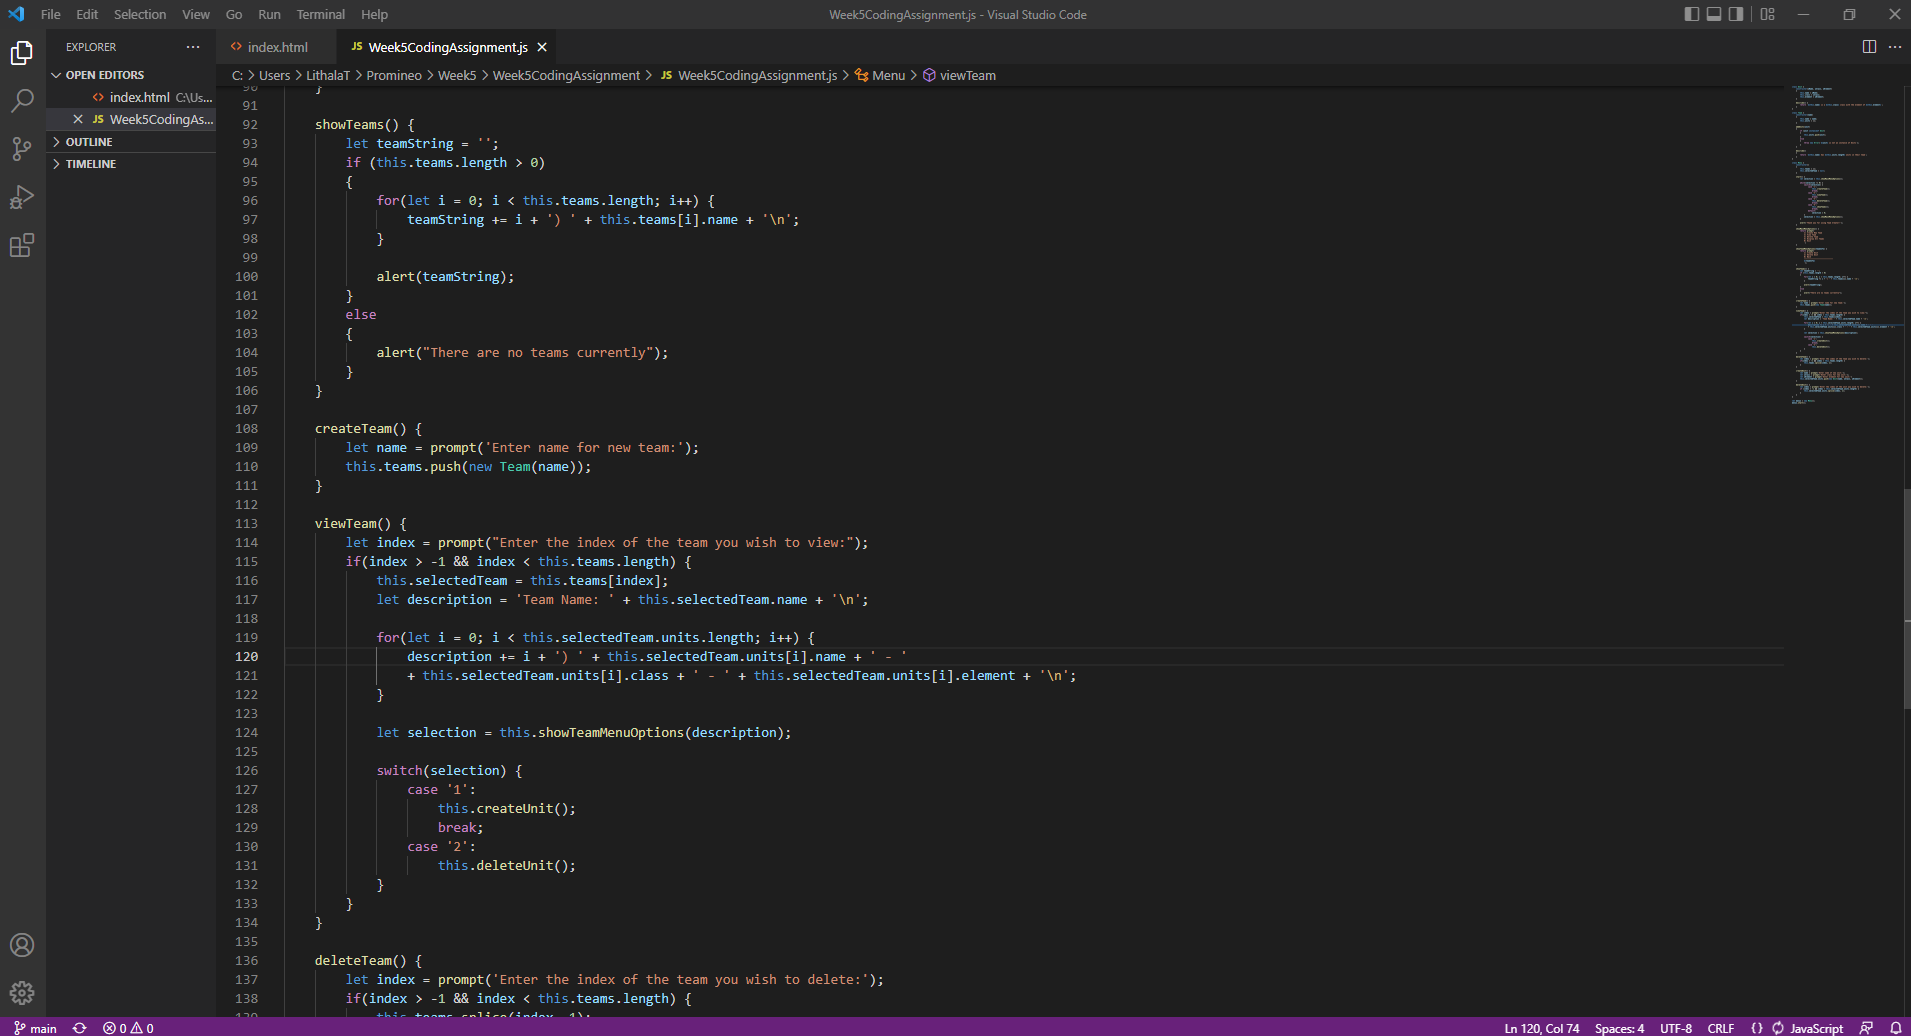 File Edit Selection View Go Run Terminal Help
Week5CodingAssignment.js - Visual Studio Code
EXPLORER
OPEN EDITORS
index.html C:\Us...
JS Week5CodingAs...
OUTLINE
TIMELINE
index.html
JS Week5CodingAssignment.js
C: > Users > LithalaT > Promineo > Week5 > Week5CodingAssignment > JS Week5CodingAssignment.js > Menu > viewTeam
90 }
91
92 showTeams() {
93 let teamString = '';
94 if (this.teams.length > 0)
95 {
96 for(let i = 0; i < this.teams.length; i++) {
97 teamString += i + ') ' + this.teams[i].name + '\n';
98 }
99
100 alert(teamString);
101 }
102 else
103 {
104 alert("There are no teams currently");
105 }
106 }
107
108 createTeam() {
109 let name = prompt('Enter name for new team:');
110 this.teams.push(new Team(name));
111 }
112
113 viewTeam() {
114 let index = prompt("Enter the index of the team you wish to view:");
115 if(index > -1 && index < this.teams.length) {
116 this.selectedTeam = this.teams[index];
117 let description = 'Team Name: ' + this.selectedTeam.name + '\n';
118
119 for(let i = 0; i < this.selectedTeam.units.length; i++) {
120 description += i + ') ' + this.selectedTeam.units[i].name + ' - '
121 + this.selectedTeam.units[i].class + ' - ' + this.selectedTeam.units[i].element + '\n';
122 }
123
124 let selection = this.showTeamMenuOptions(description);
125
126 switch(selection) {
127 case '1':
128 this.createUnit();
129 break;
130 case '2':
131 this.deleteUnit();
132 }
133 }
134 }
135
136 deleteTeam() {
137 let index = prompt('Enter the index of the team you wish to delete:');
138 if(index > -1 && index < this.teams.length) {
139 this.teams.splice(index, 1);
main 0 0
Ln 120, Col 74 Spaces: 4 UTF-8 CRLF {} JavaScript